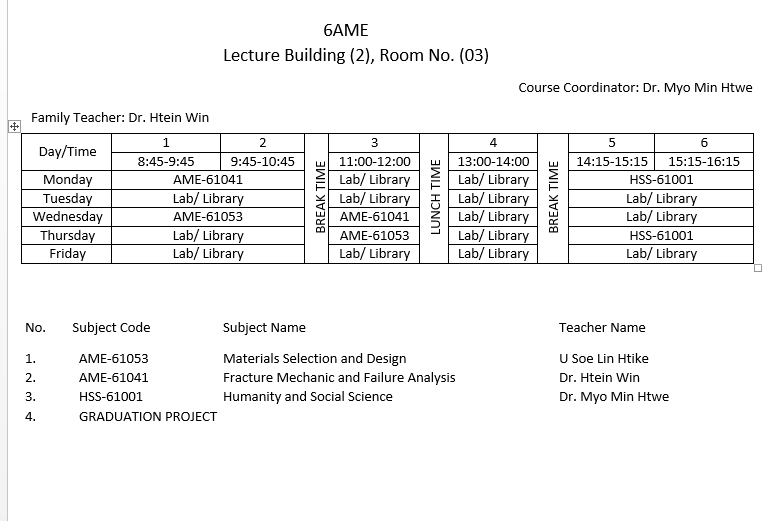 6AME
Lecture Building (2), Room No. (03)
Course Coordinator: Dr. Myo Min Htwe
Family Teacher: Dr. Htein Win
Day/Time 1 2 BREAK TIME 3 LUNCH TIME 4 BREAK TIME 5 6
8:45-9:45 9:45-10:45 11:00-12:00 13:00-14:00 14:15-15:15 15:15-16:15
Monday AME-61041 Lab/ Library Lab/ Library HSS-61001
Tuesday Lab/ Library Lab/ Library Lab/ Library Lab/ Library
Wednesday AME-61053 AME-61041 Lab/ Library Lab/ Library
Thursday Lab/ Library AME-61053 Lab/ Library HSS-61001
Friday Lab/ Library Lab/ Library Lab/ Library Lab/ Library
No. Subject Code Subject Name Teacher Name
1. AME-61053 Materials Selection and Design U Soe Lin Htike
2. AME-61041 Fracture Mechanic and Failure Analysis Dr. Htein Win
3. HSS-61001 Humanity and Social Science Dr. Myo Min Htwe
4. GRADUATION PROJECT